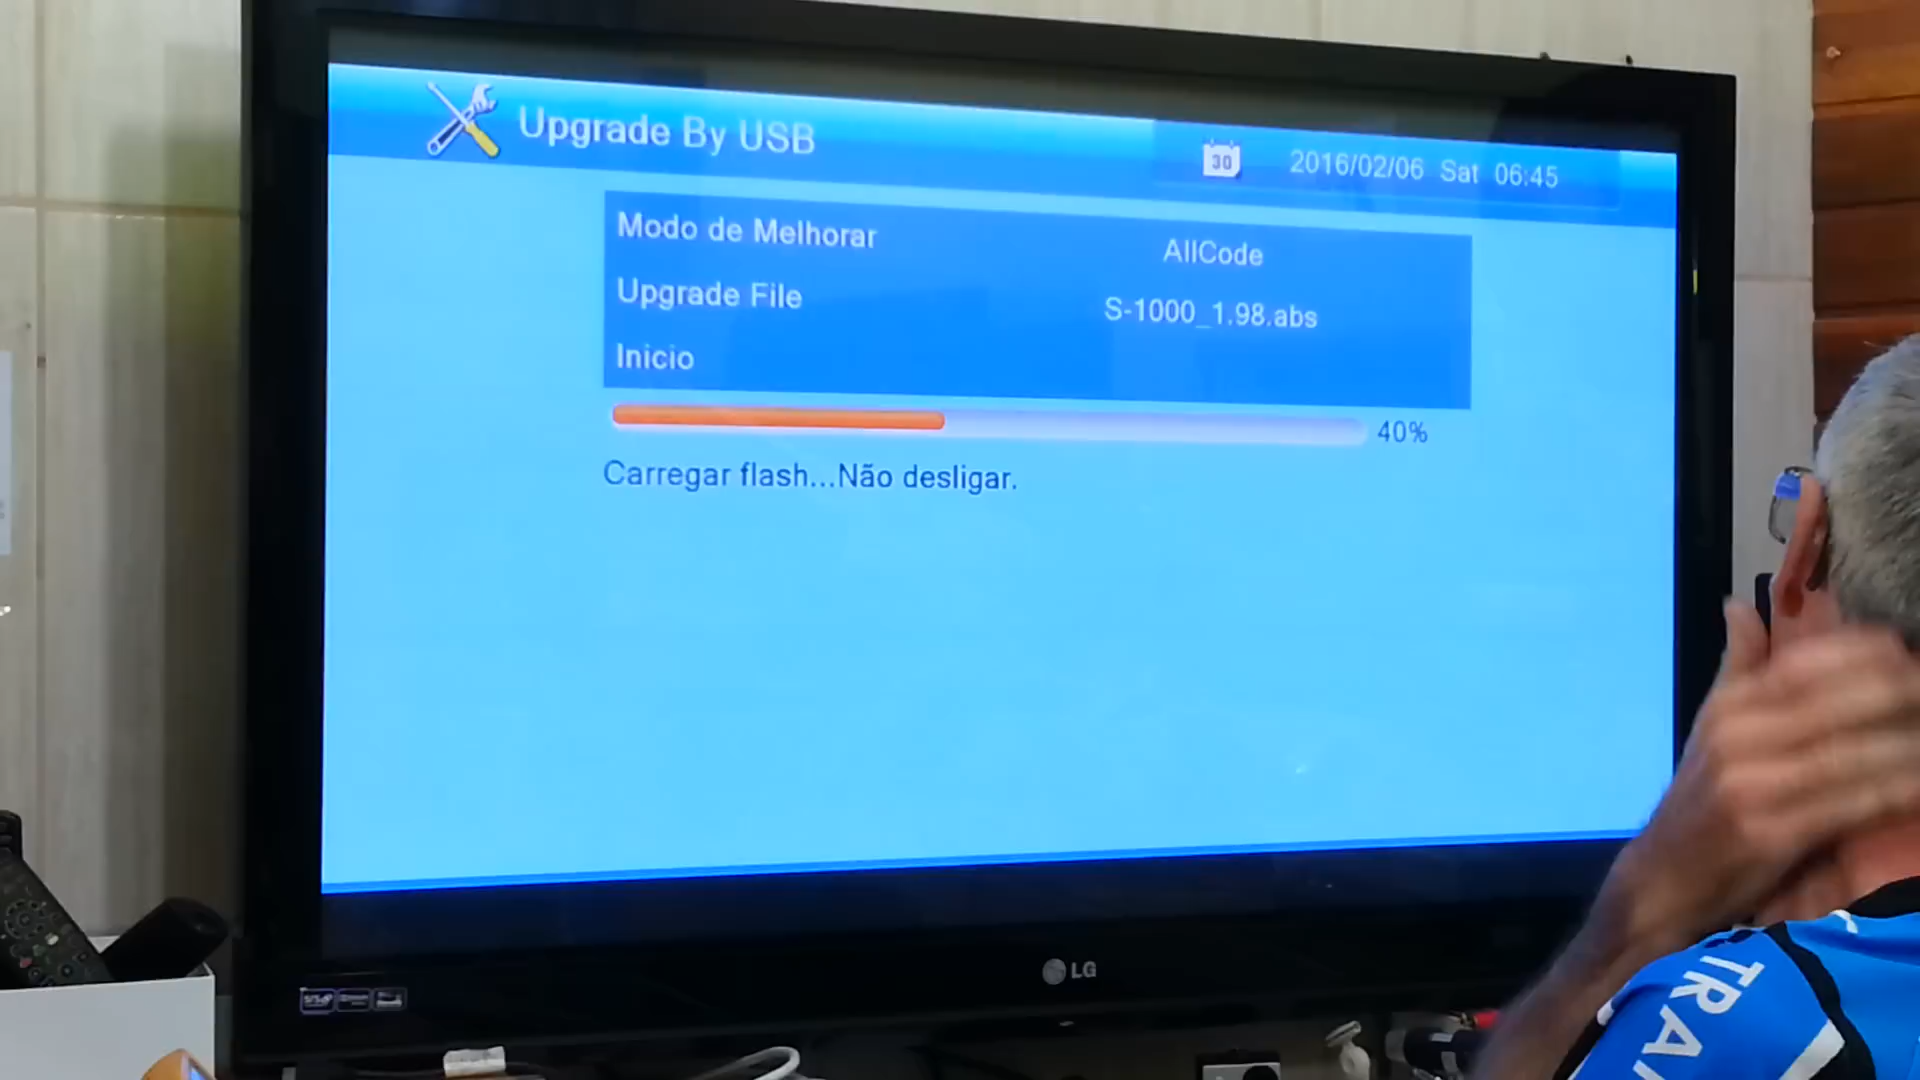 Upgrade By USB
30
2016/02/06 Sat 06:45
Modo de Melhorar
AllCode
Upgrade File
S-1000_1.98.abs
Inicio
40%
Carregar flash...Não desligar.
LG
TRA